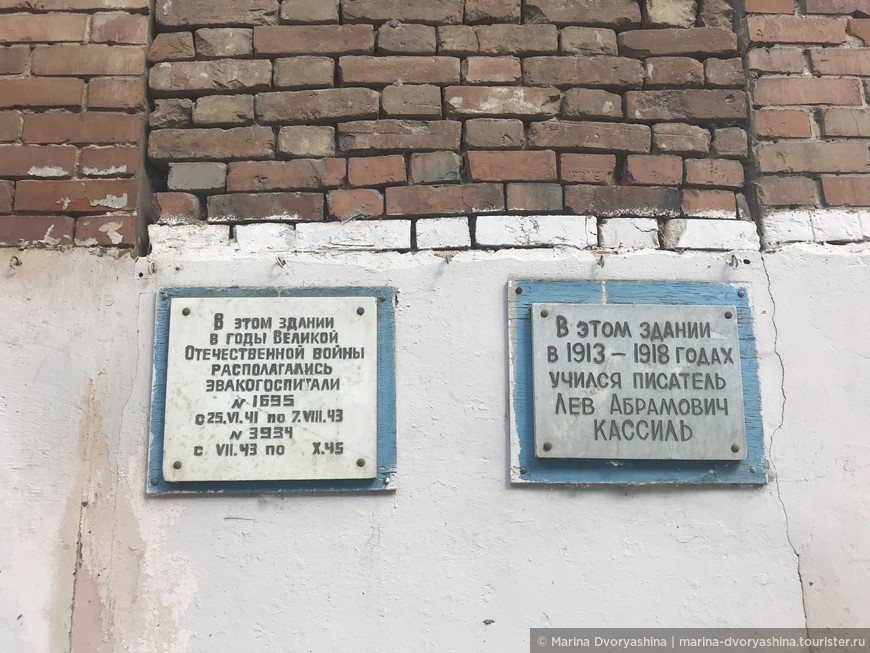 В этом здании
в годы Великой
Отечественной войны
располагались
эвакогоспитали
№ 1695
с 25.VI.41 по 7.VIII.43
№ 3934
с VII.43 по X.45
В этом здании
в 1913 – 1918 годах
учился писатель
Лев Абрамович
Кассиль
© Marina Dvoryashina | marina-dvoryashina.tourister.ru